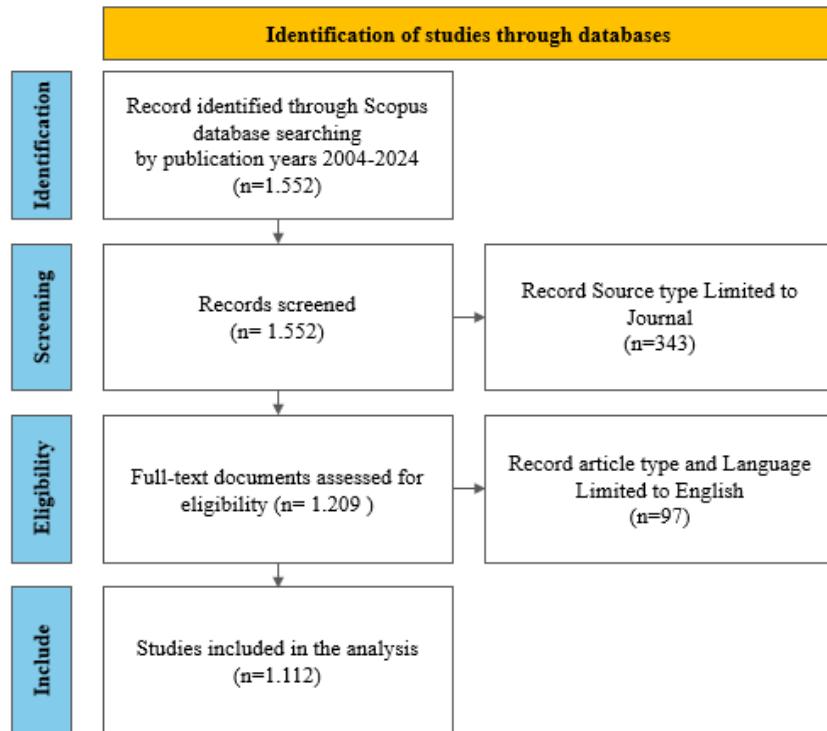 Identification of studies through databases
Identification
Record identified through Scopus
database searching
by publication years 2004-2024
(n=1.552)
Screening
Records screened
(n= 1.552)
Record Source type Limited to
Journal
(n=343)
Eligibility
Full-text documents assessed for
eligibility (n= 1.209 )
Record article type and Language
Limited to English
(n=97)
Include
Studies included in the analysis
(n=1.112)